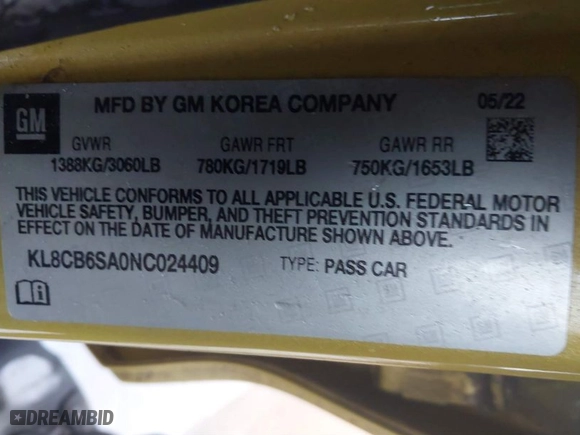 GM
MFD BY GM KOREA COMPANY 05/22
GVWR GAWR FRT GAWR RR
1388KG/3060LB 780KG/1719LB 750KG/1653LB
THIS VEHICLE CONFORMS TO ALL APPLICABLE U.S. FEDERAL MOTOR
VEHICLE SAFETY, BUMPER, AND THEFT PREVENTION STANDARDS IN
EFFECT ON THE DATE OF MANUFACTURE SHOWN ABOVE.
KL8CB6SA0NC024409 TYPE: PASS CAR
DREAMBID